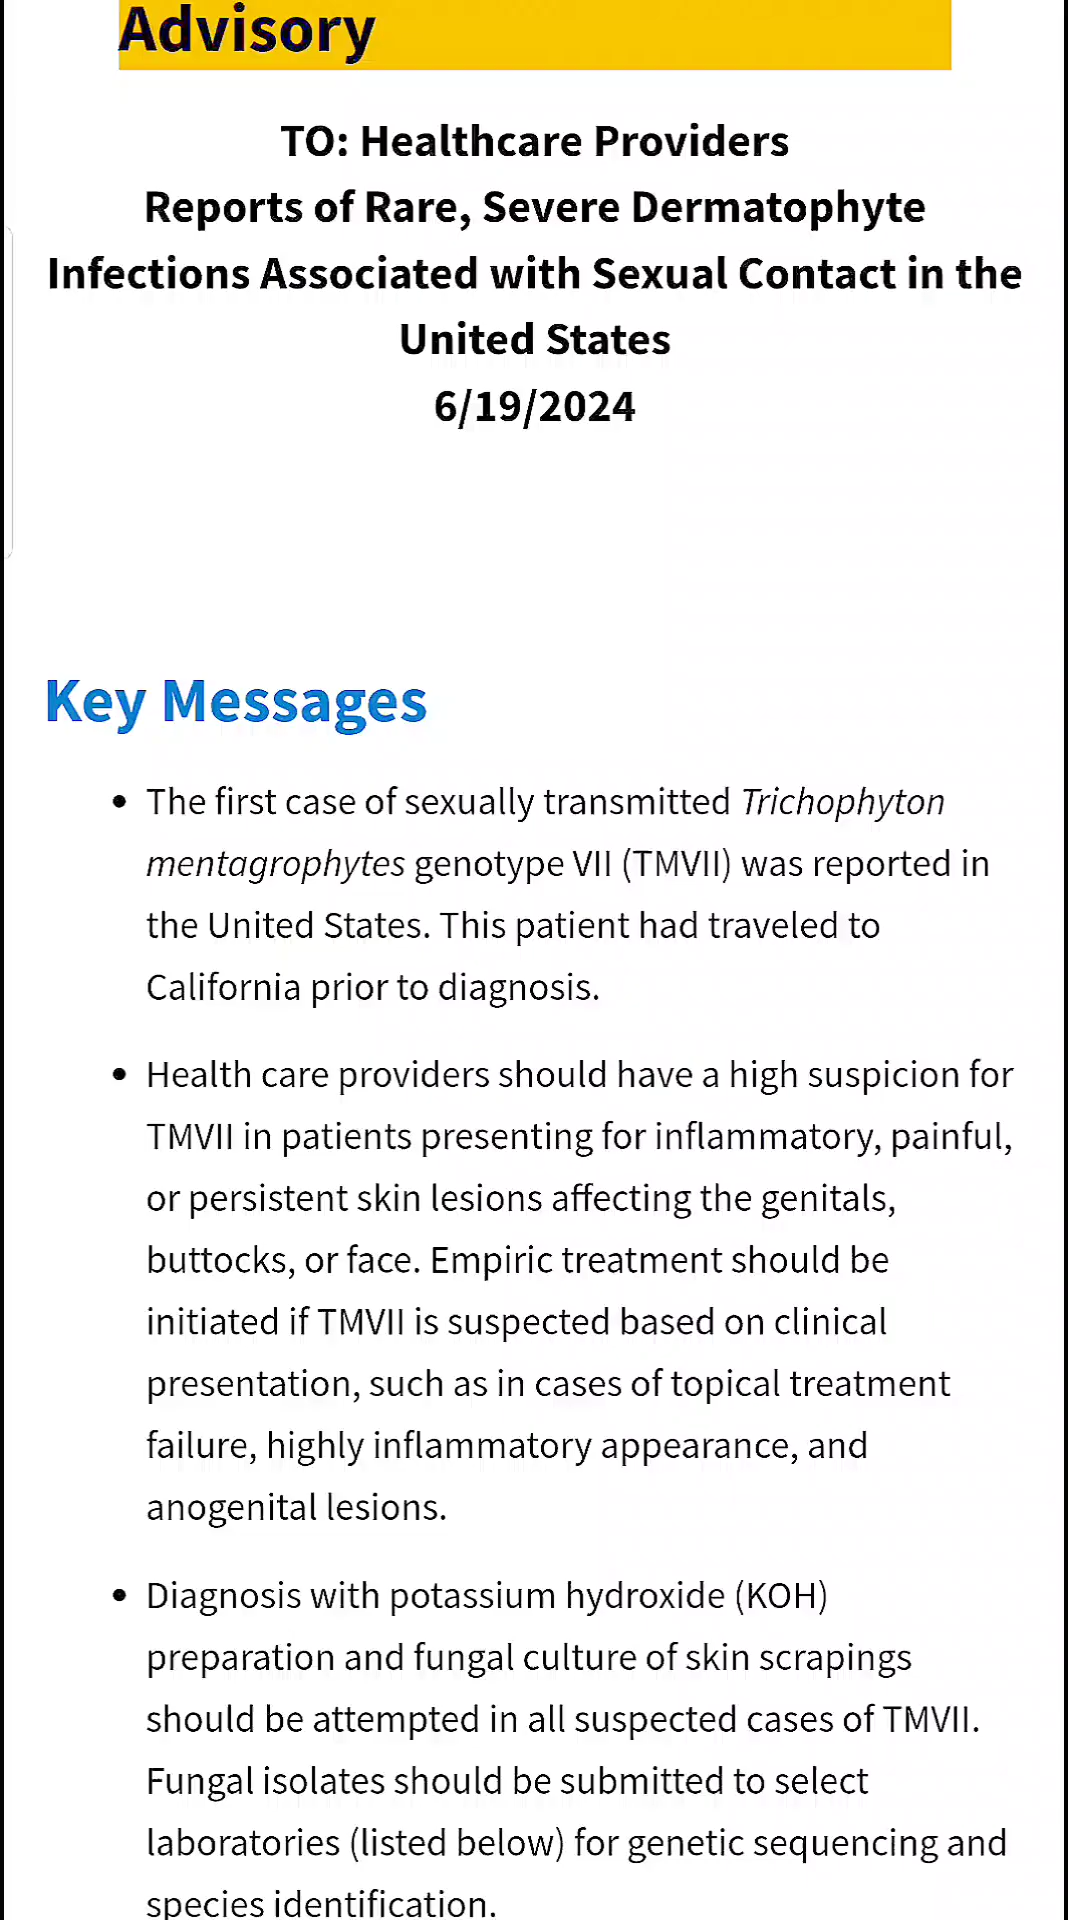 Advisory
TO: Healthcare Providers
Reports of Rare, Severe Dermatophyte
Infections Associated with Sexual Contact in the
United States
6/19/2024
Key Messages
• The first case of sexually transmitted Trichophyton
mentagrophytes genotype VII (TMVII) was reported in
the United States. This patient had traveled to
California prior to diagnosis.
• Health care providers should have a high suspicion for
TMVII in patients presenting for inflammatory, painful,
or persistent skin lesions affecting the genitals,
buttocks, or face. Empiric treatment should be
initiated if TMVII is suspected based on clinical
presentation, such as in cases of topical treatment
failure, highly inflammatory appearance, and
anogenital lesions.
• Diagnosis with potassium hydroxide (KOH)
preparation and fungal culture of skin scrapings
should be attempted in all suspected cases of TMVII.
Fungal isolates should be submitted to select
laboratories (listed below) for genetic sequencing and
species identification.